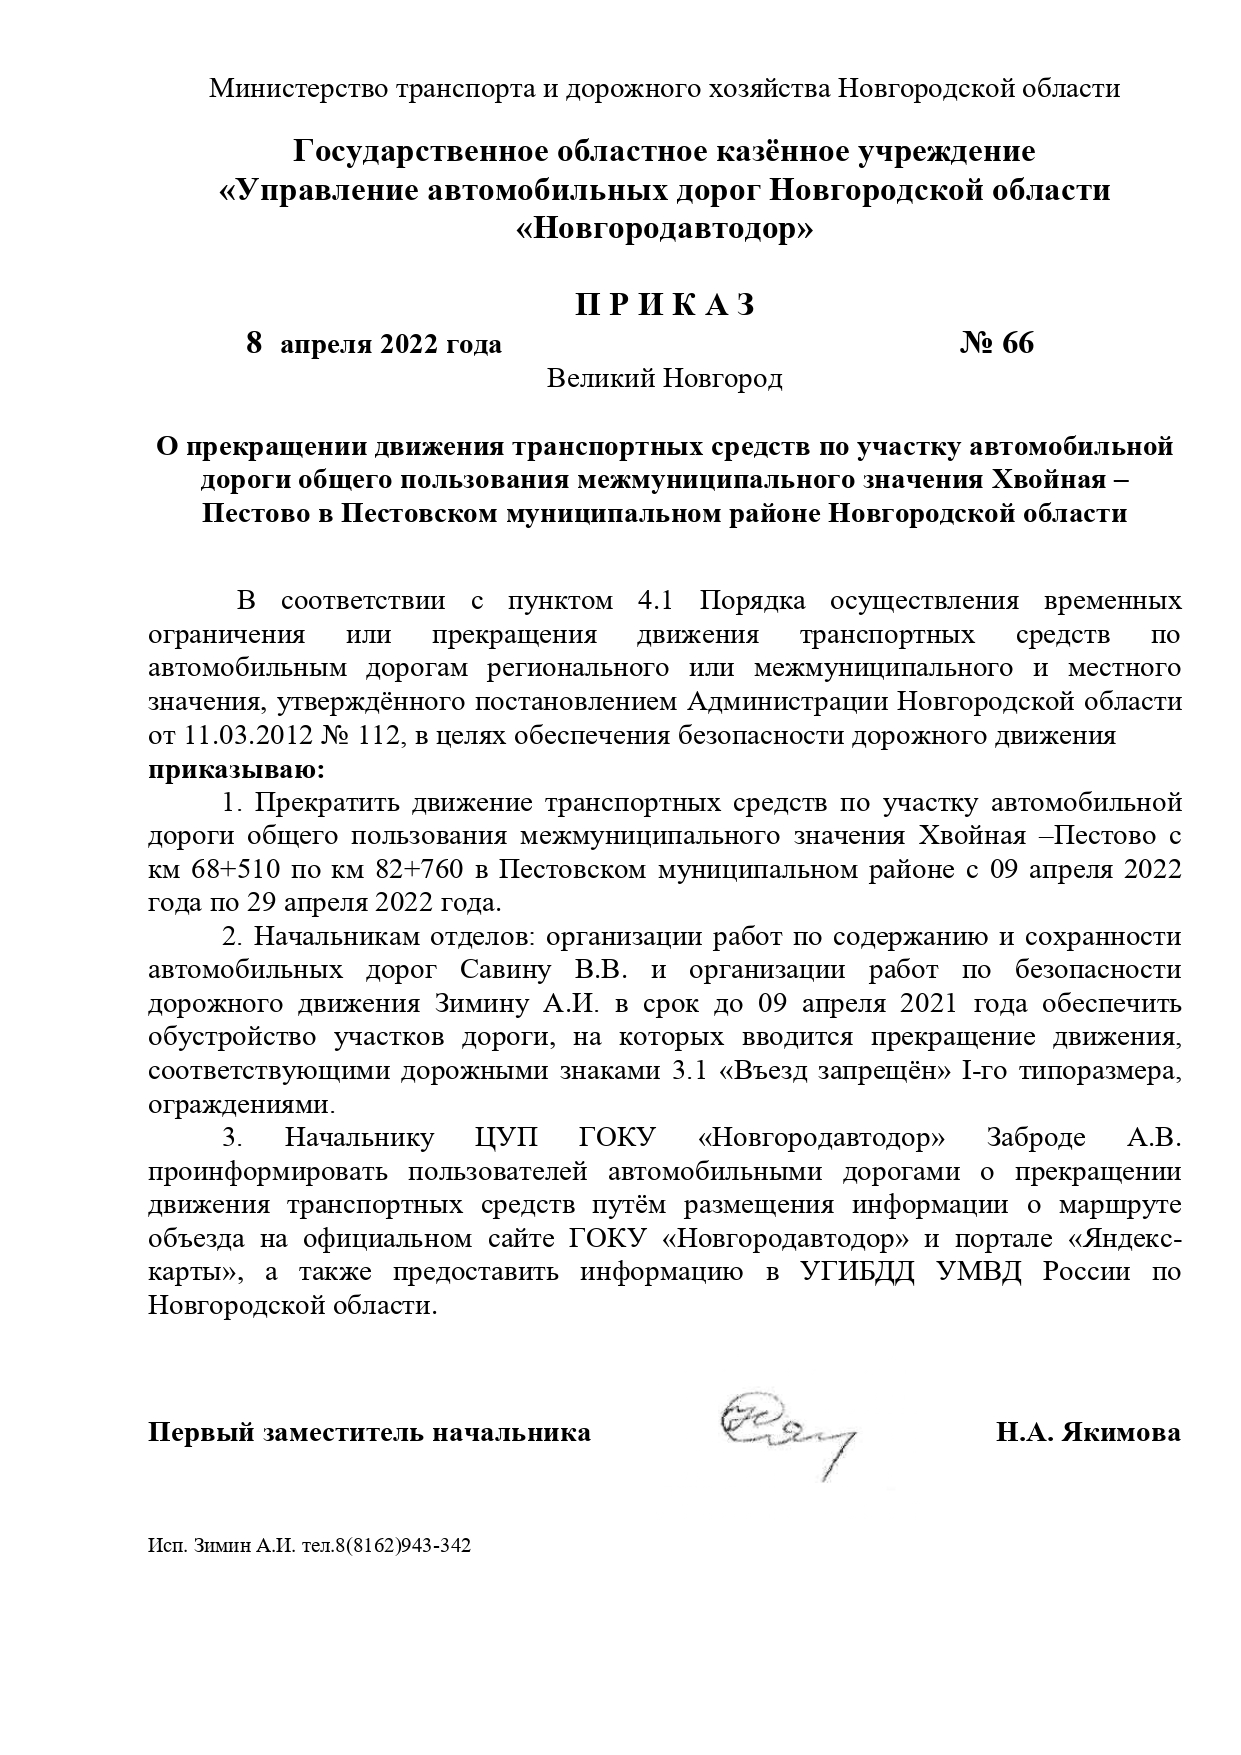 Министерство транспорта и дорожного хозяйства Новгородской области
Государственное областное казённое учреждение
«Управление автомобильных дорог Новгородской области
«Новгородавтодор»
П Р И К А З
8 апреля 2022 года № 66
Великий Новгород
О прекращении движения транспортных средств по участку автомобильной
дороги общего пользования межмуниципального значения Хвойная –
Пестово в Пестовском муниципальном районе Новгородской области
В соответствии с пунктом 4.1 Порядка осуществления временных
ограничения или прекращения движения транспортных средств по
автомобильным дорогам регионального или межмуниципального и местного
значения, утверждённого постановлением Администрации Новгородской области
от 11.03.2012 № 112, в целях обеспечения безопасности дорожного движения
приказываю:
1. Прекратить движение транспортных средств по участку автомобильной
дороги общего пользования межмуниципального значения Хвойная –Пестово с
км 68+510 по км 82+760 в Пестовском муниципальном районе с 09 апреля 2022
года по 29 апреля 2022 года.
2. Начальникам отделов: организации работ по содержанию и сохранности
автомобильных дорог Савину В.В. и организации работ по безопасности
дорожного движения Зимину А.И. в срок до 09 апреля 2021 года обеспечить
обустройство участков дороги, на которых вводится прекращение движения,
соответствующими дорожными знаками 3.1 «Въезд запрещён» I-го типоразмера,
ограждениями.
3. Начальнику ЦУП ГОКУ «Новгородавтодор» Заброде А.В.
проинформировать пользователей автомобильными дорогами о прекращении
движения транспортных средств путём размещения информации о маршруте
объезда на официальном сайте ГОКУ «Новгородавтодор» и портале «Яндекс-
карты», а также предоставить информацию в УГИБДД УМВД России по
Новгородской области.
Первый заместитель начальника Н.А. Якимова
Исп. Зимин А.И. тел.8(8162)943-342